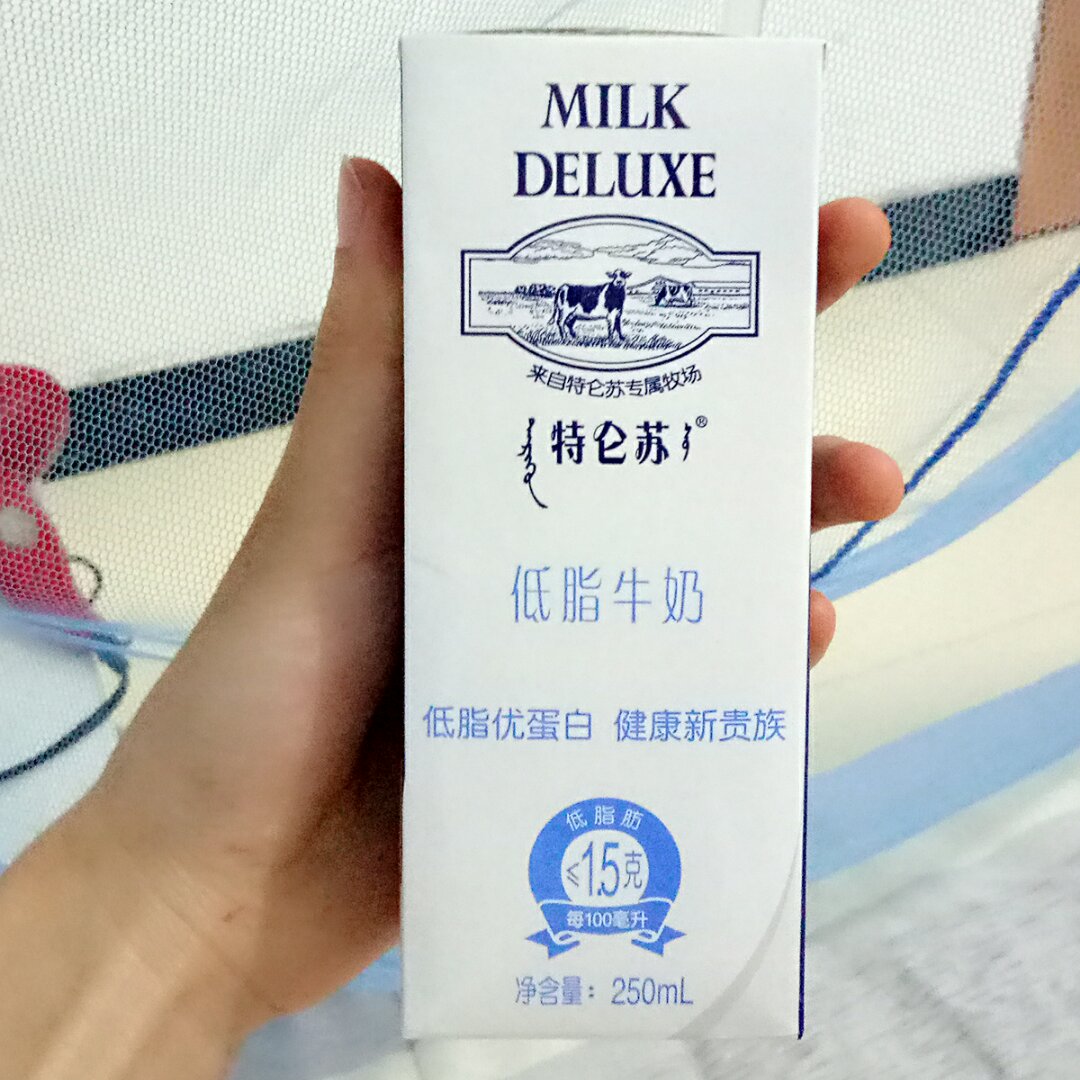 MILK
DELUXE
来自特仑苏专属牧场
特仑苏®
低脂牛奶
低脂优蛋白 健康新贵族
低脂肪
≤1.5克
每100毫升
净含量：250mL